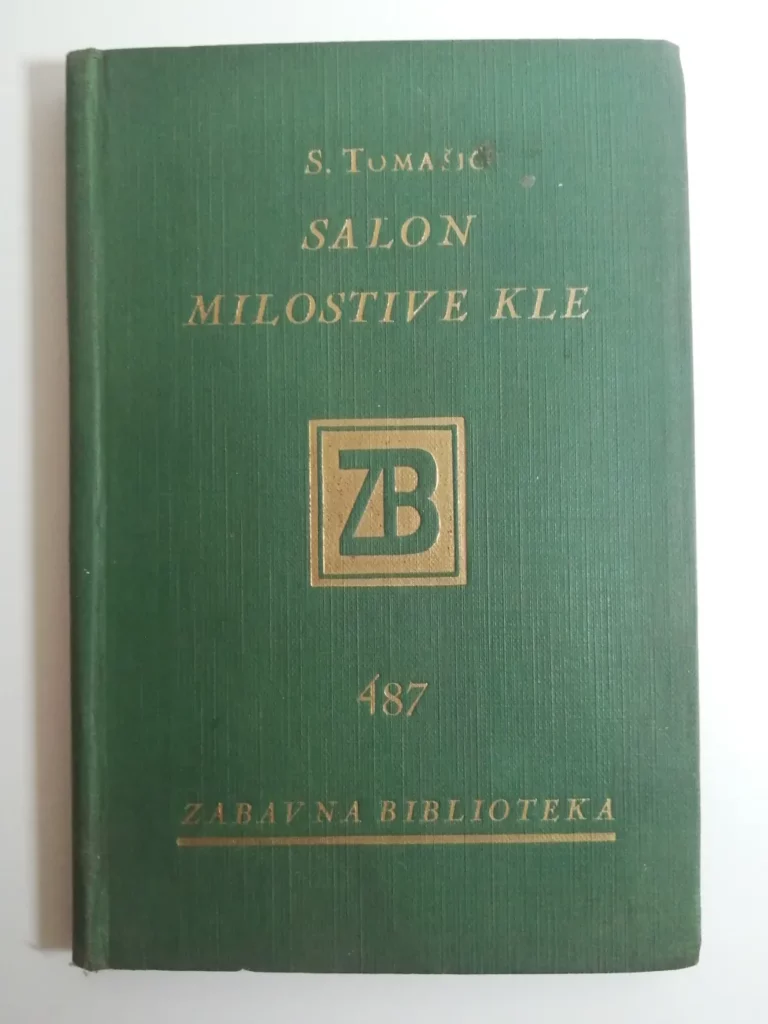 S. TOMAŠIĆ
SALON
MILOSTIVE KLE
ZB
487
ZABAVNA BIBLIOTEKA